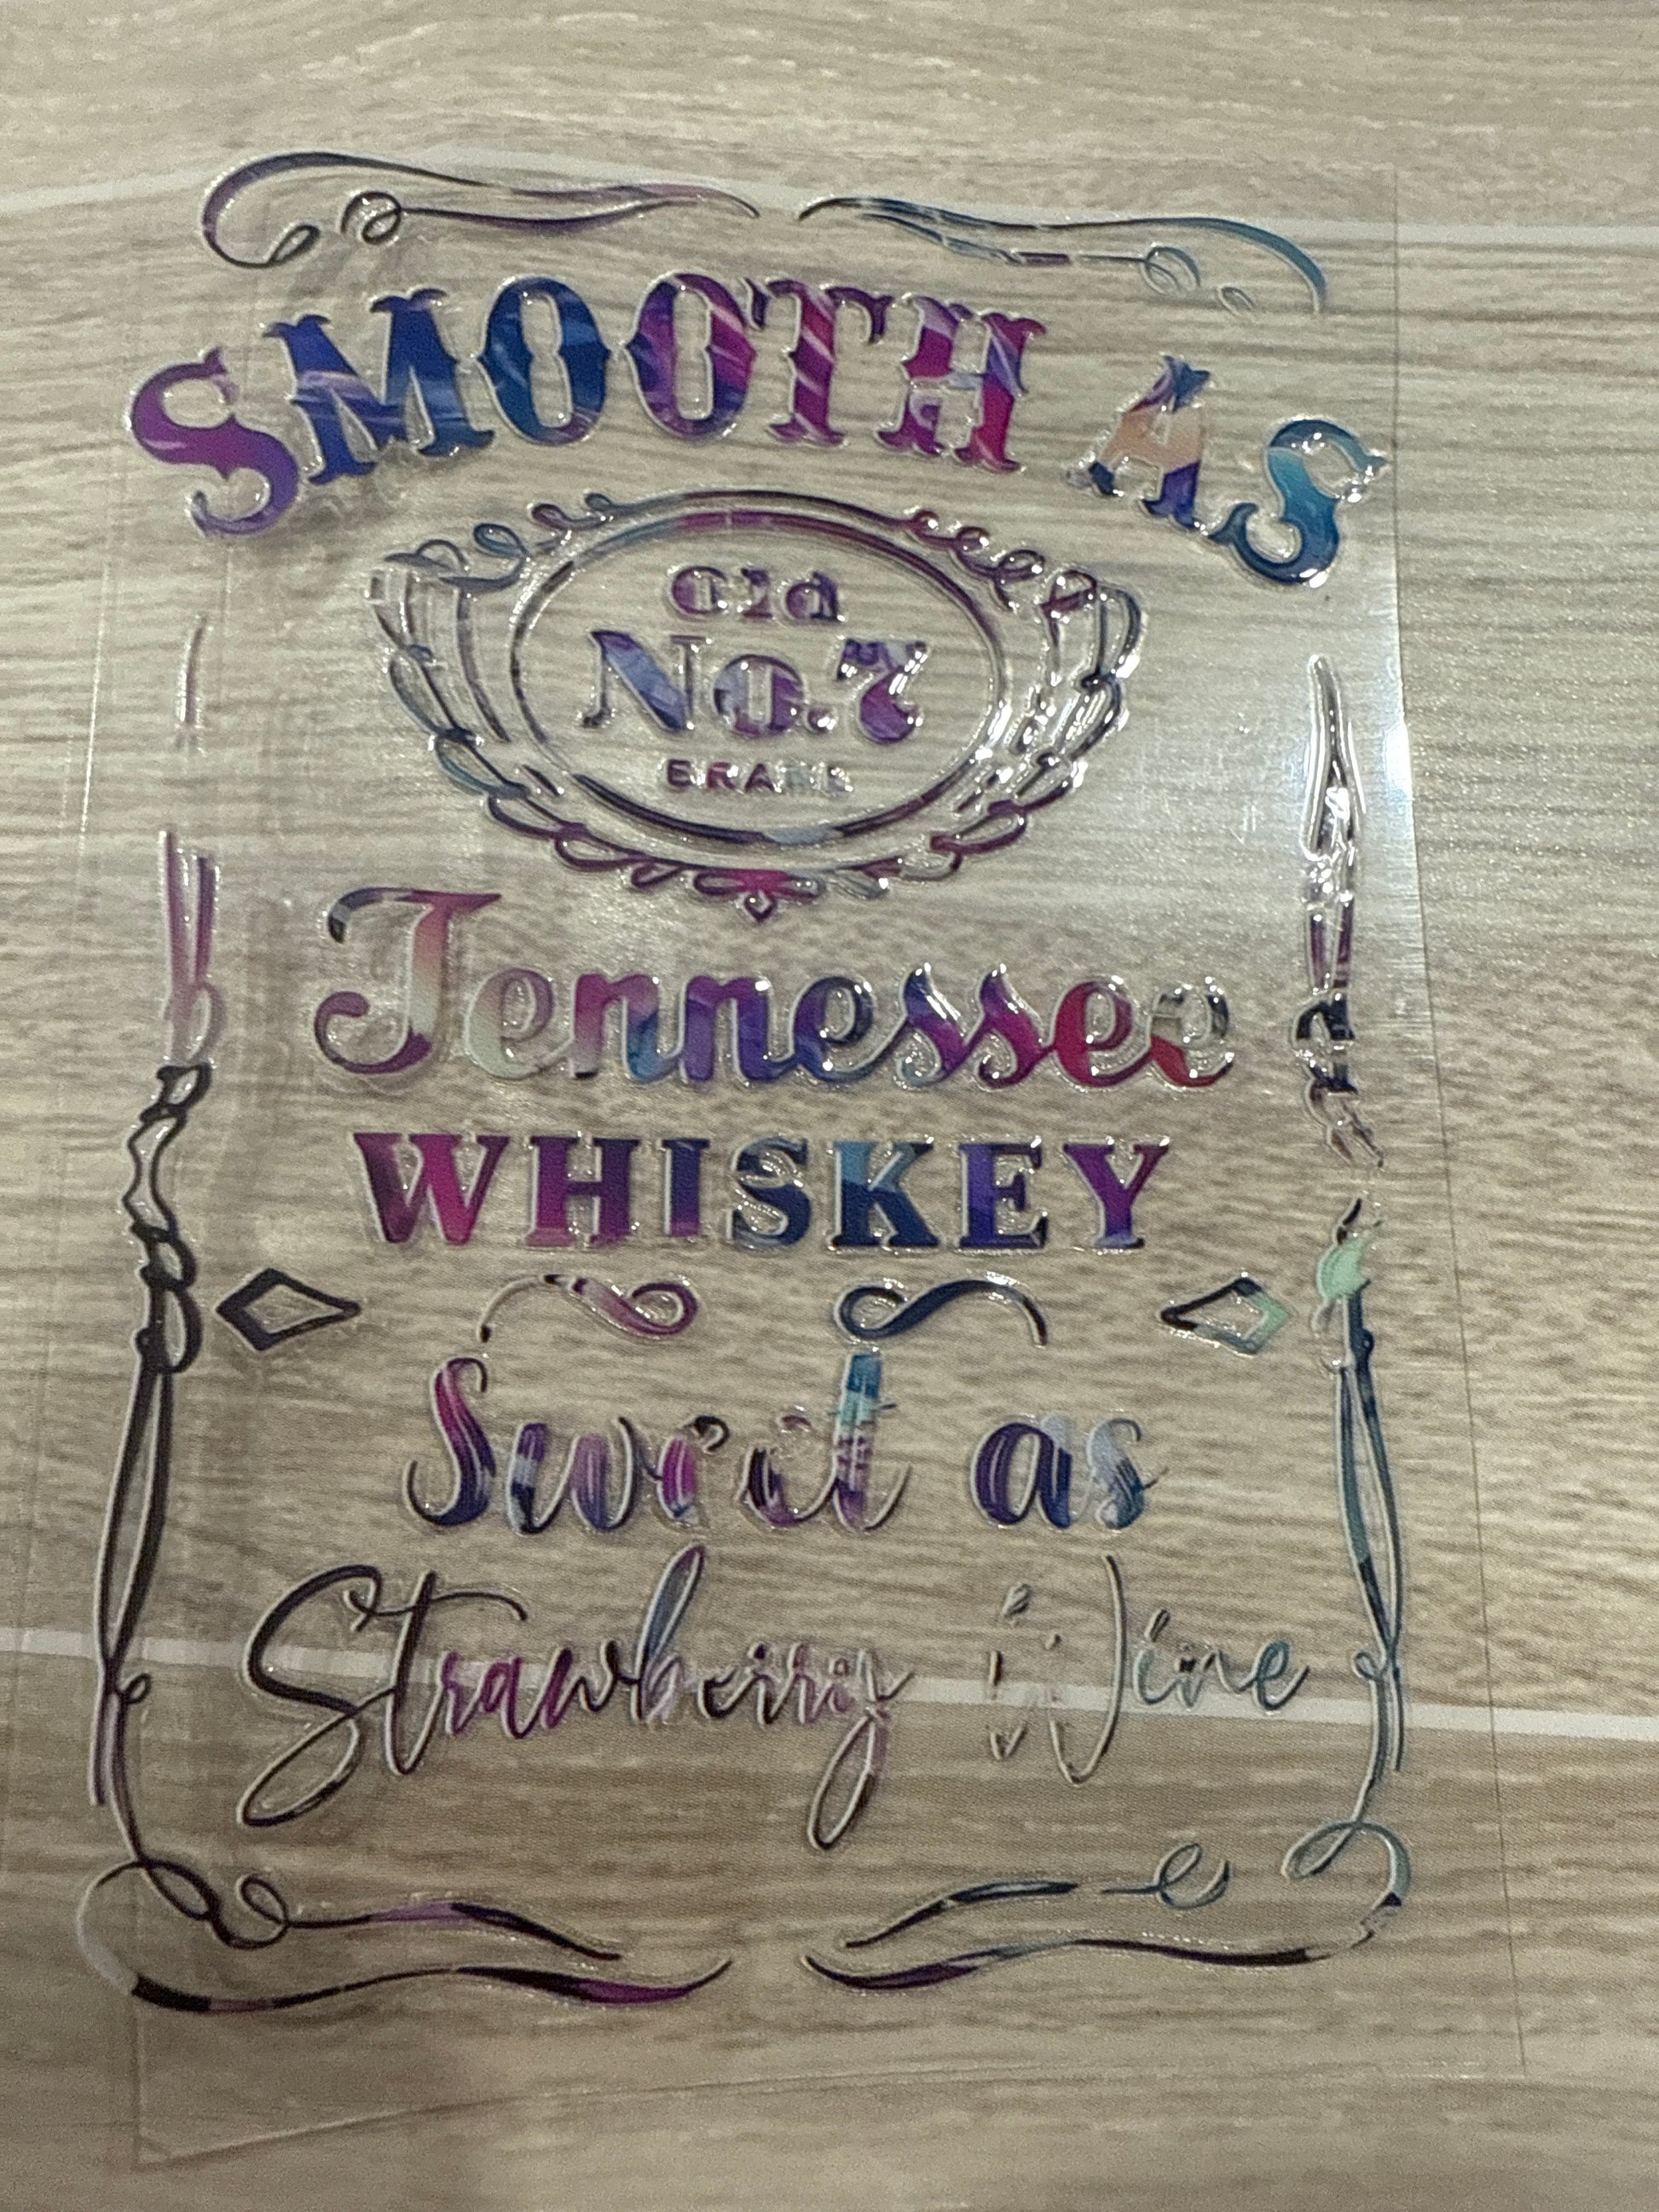 SMOOTH AS
Old
No.7
BRAND
Tennessee
WHISKEY
Sweet as
Strawberry Wine